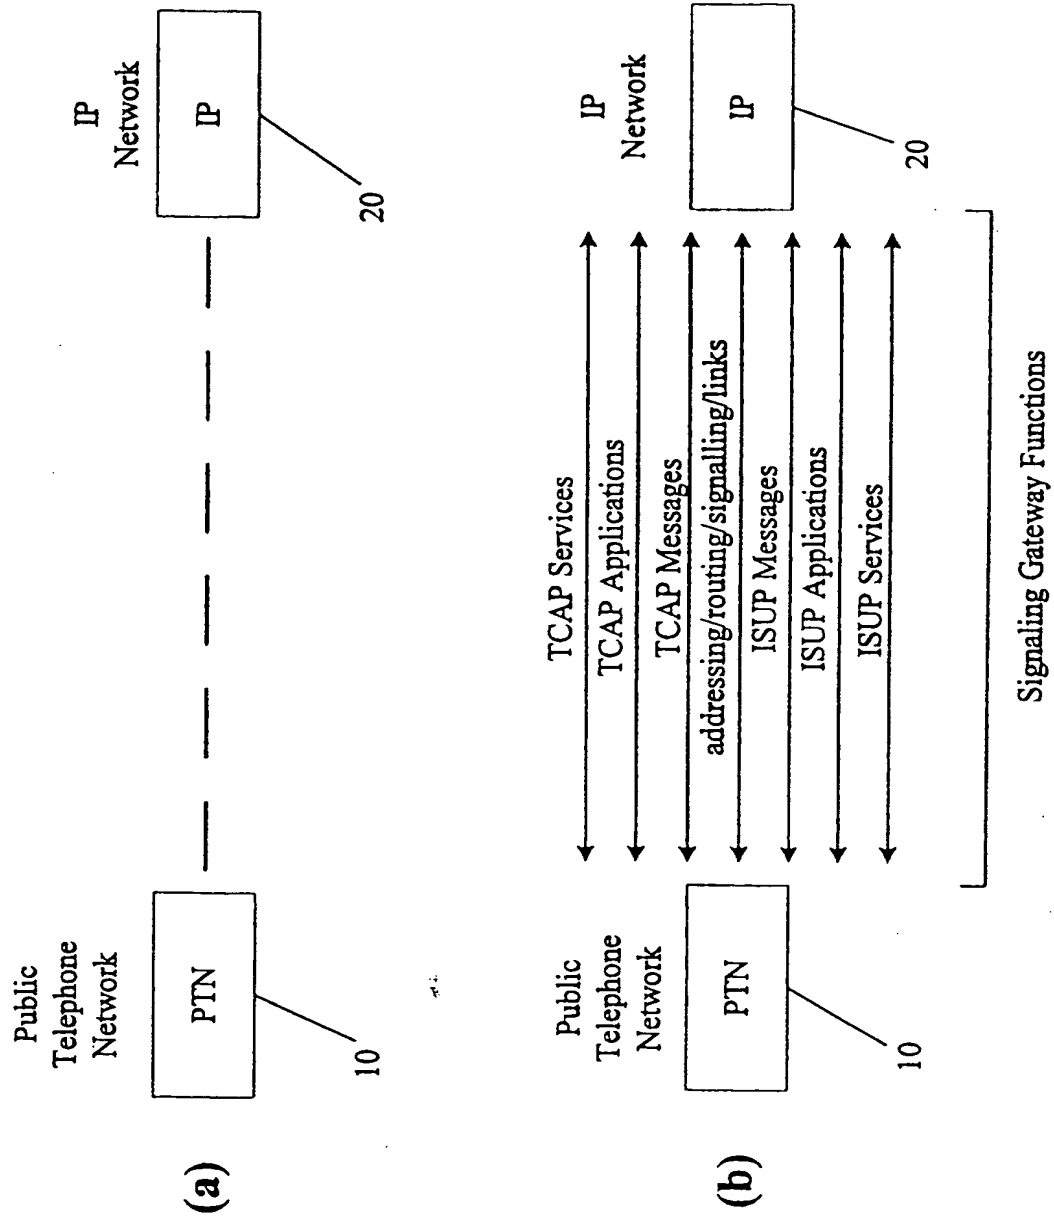 (a)
Public
Telephone
Network
PTN
10
IP
Network
IP
20
(b)
Public
Telephone
Network
PTN
10
TCAP Services
TCAP Applications
TCAP Messages
addressing/routing/signalling/links
ISUP Messages
ISUP Applications
ISUP Services
IP
Network
IP
20
Signaling Gateway Functions